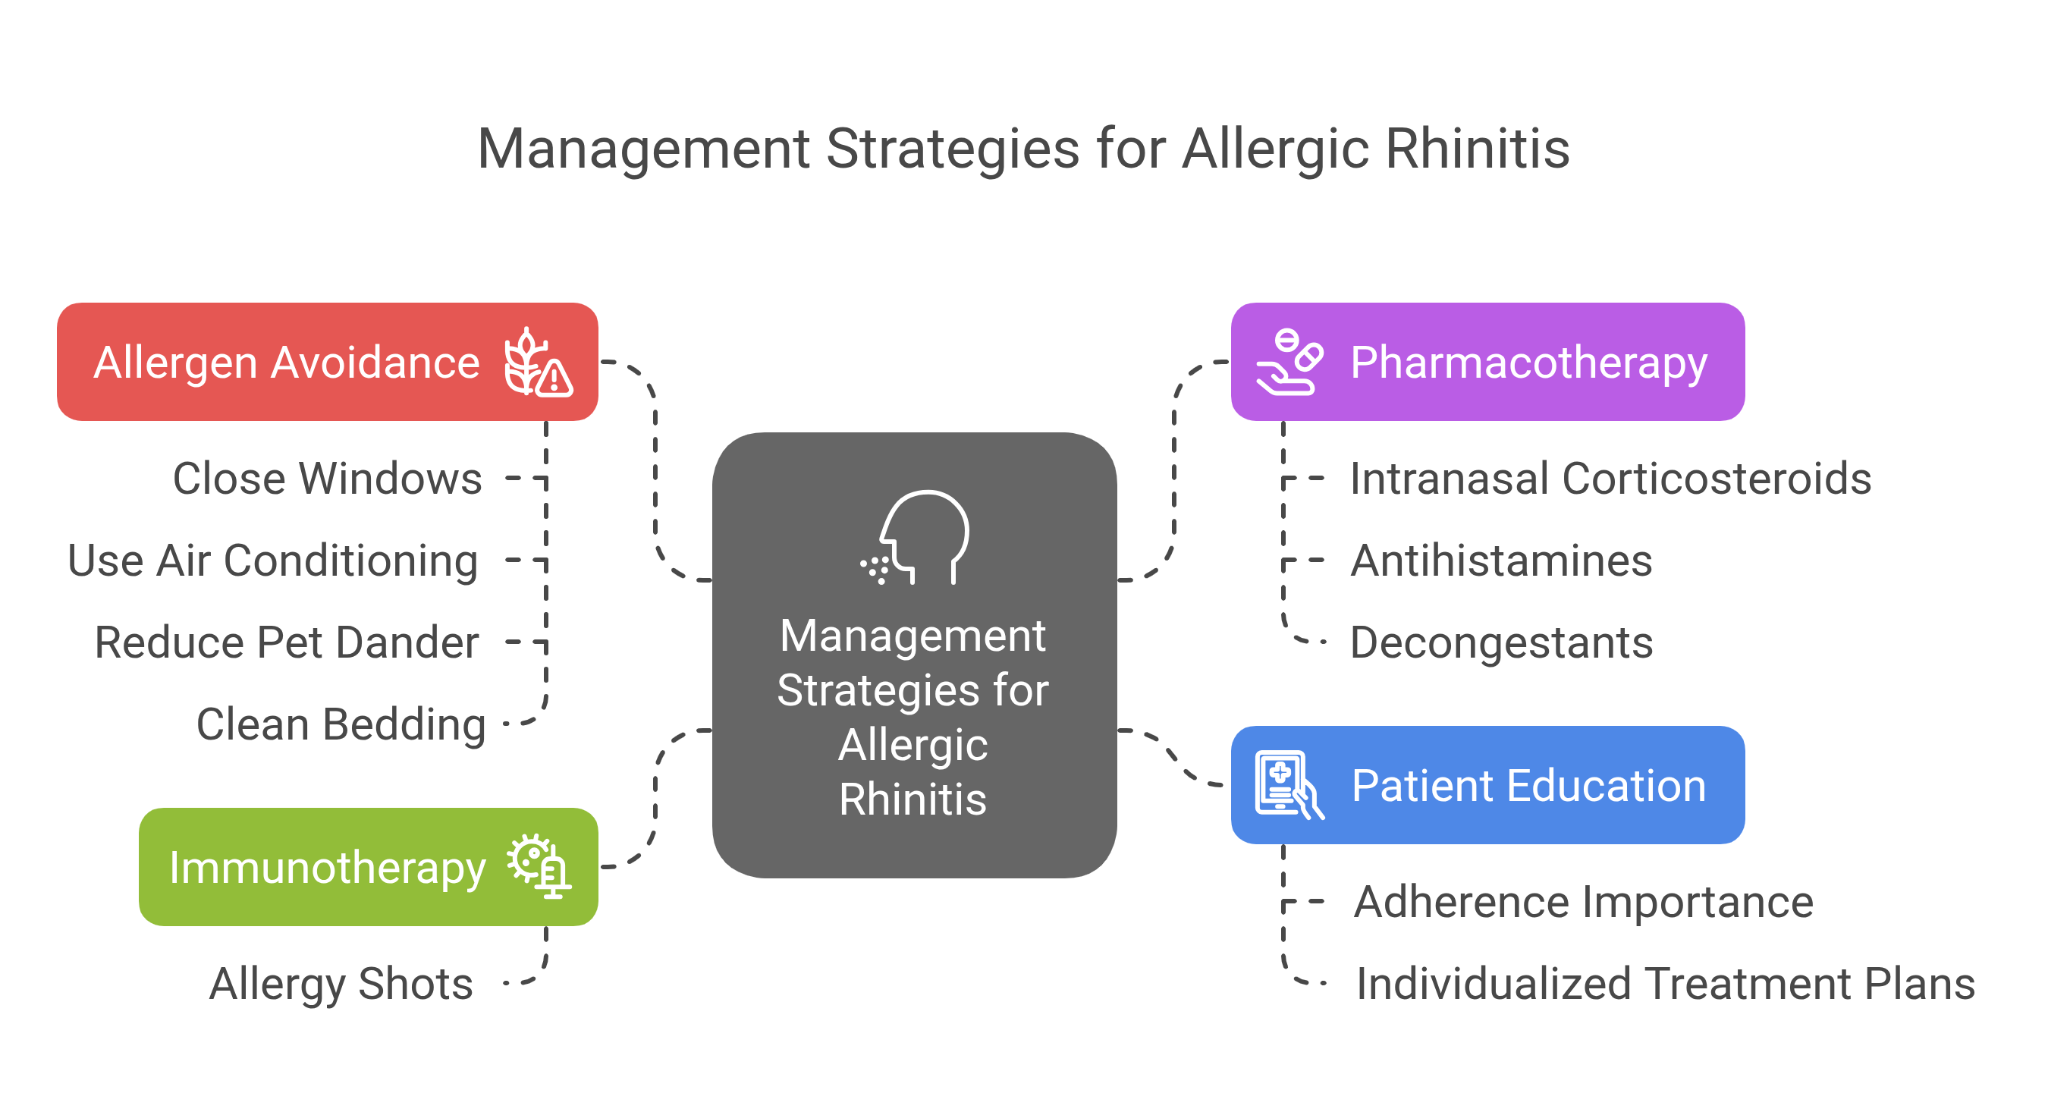 Management Strategies for Allergic Rhinitis
Allergen Avoidance
Close Windows
Use Air Conditioning
Reduce Pet Dander
Clean Bedding
Immunotherapy
Allergy Shots
Management
Strategies for
Allergic
Rhinitis
Pharmacotherapy
Intranasal Corticosteroids
Antihistamines
Decongestants
Patient Education
Adherence Importance
Individualized Treatment Plans